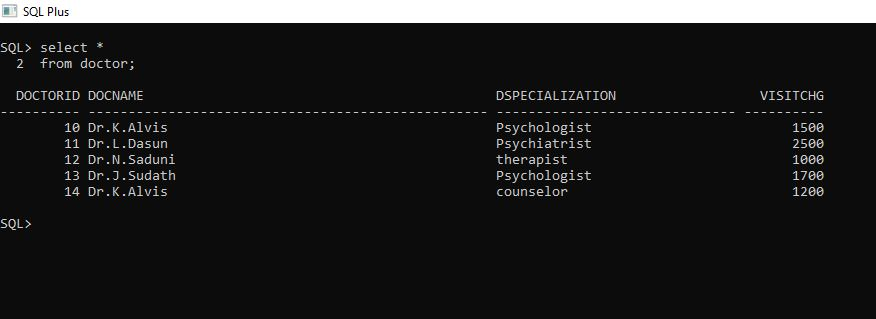 SQL Plus
SQL> select *
  2  from doctor;
  DOCTORID DOCNAME                                            DSPECIALIZATION                  VISITCHG
---------- -------------------------------------------------- ------------------------------ ----------
        10 Dr.K.Alvis                                         Psychologist                         1500
        11 Dr.L.Dasun                                         Psychiatrist                         2500
        12 Dr.N.Saduni                                        therapist                            1000
        13 Dr.J.Sudath                                        Psychologist                         1700
        14 Dr.K.Alvis                                         counselor                            1200
SQL>